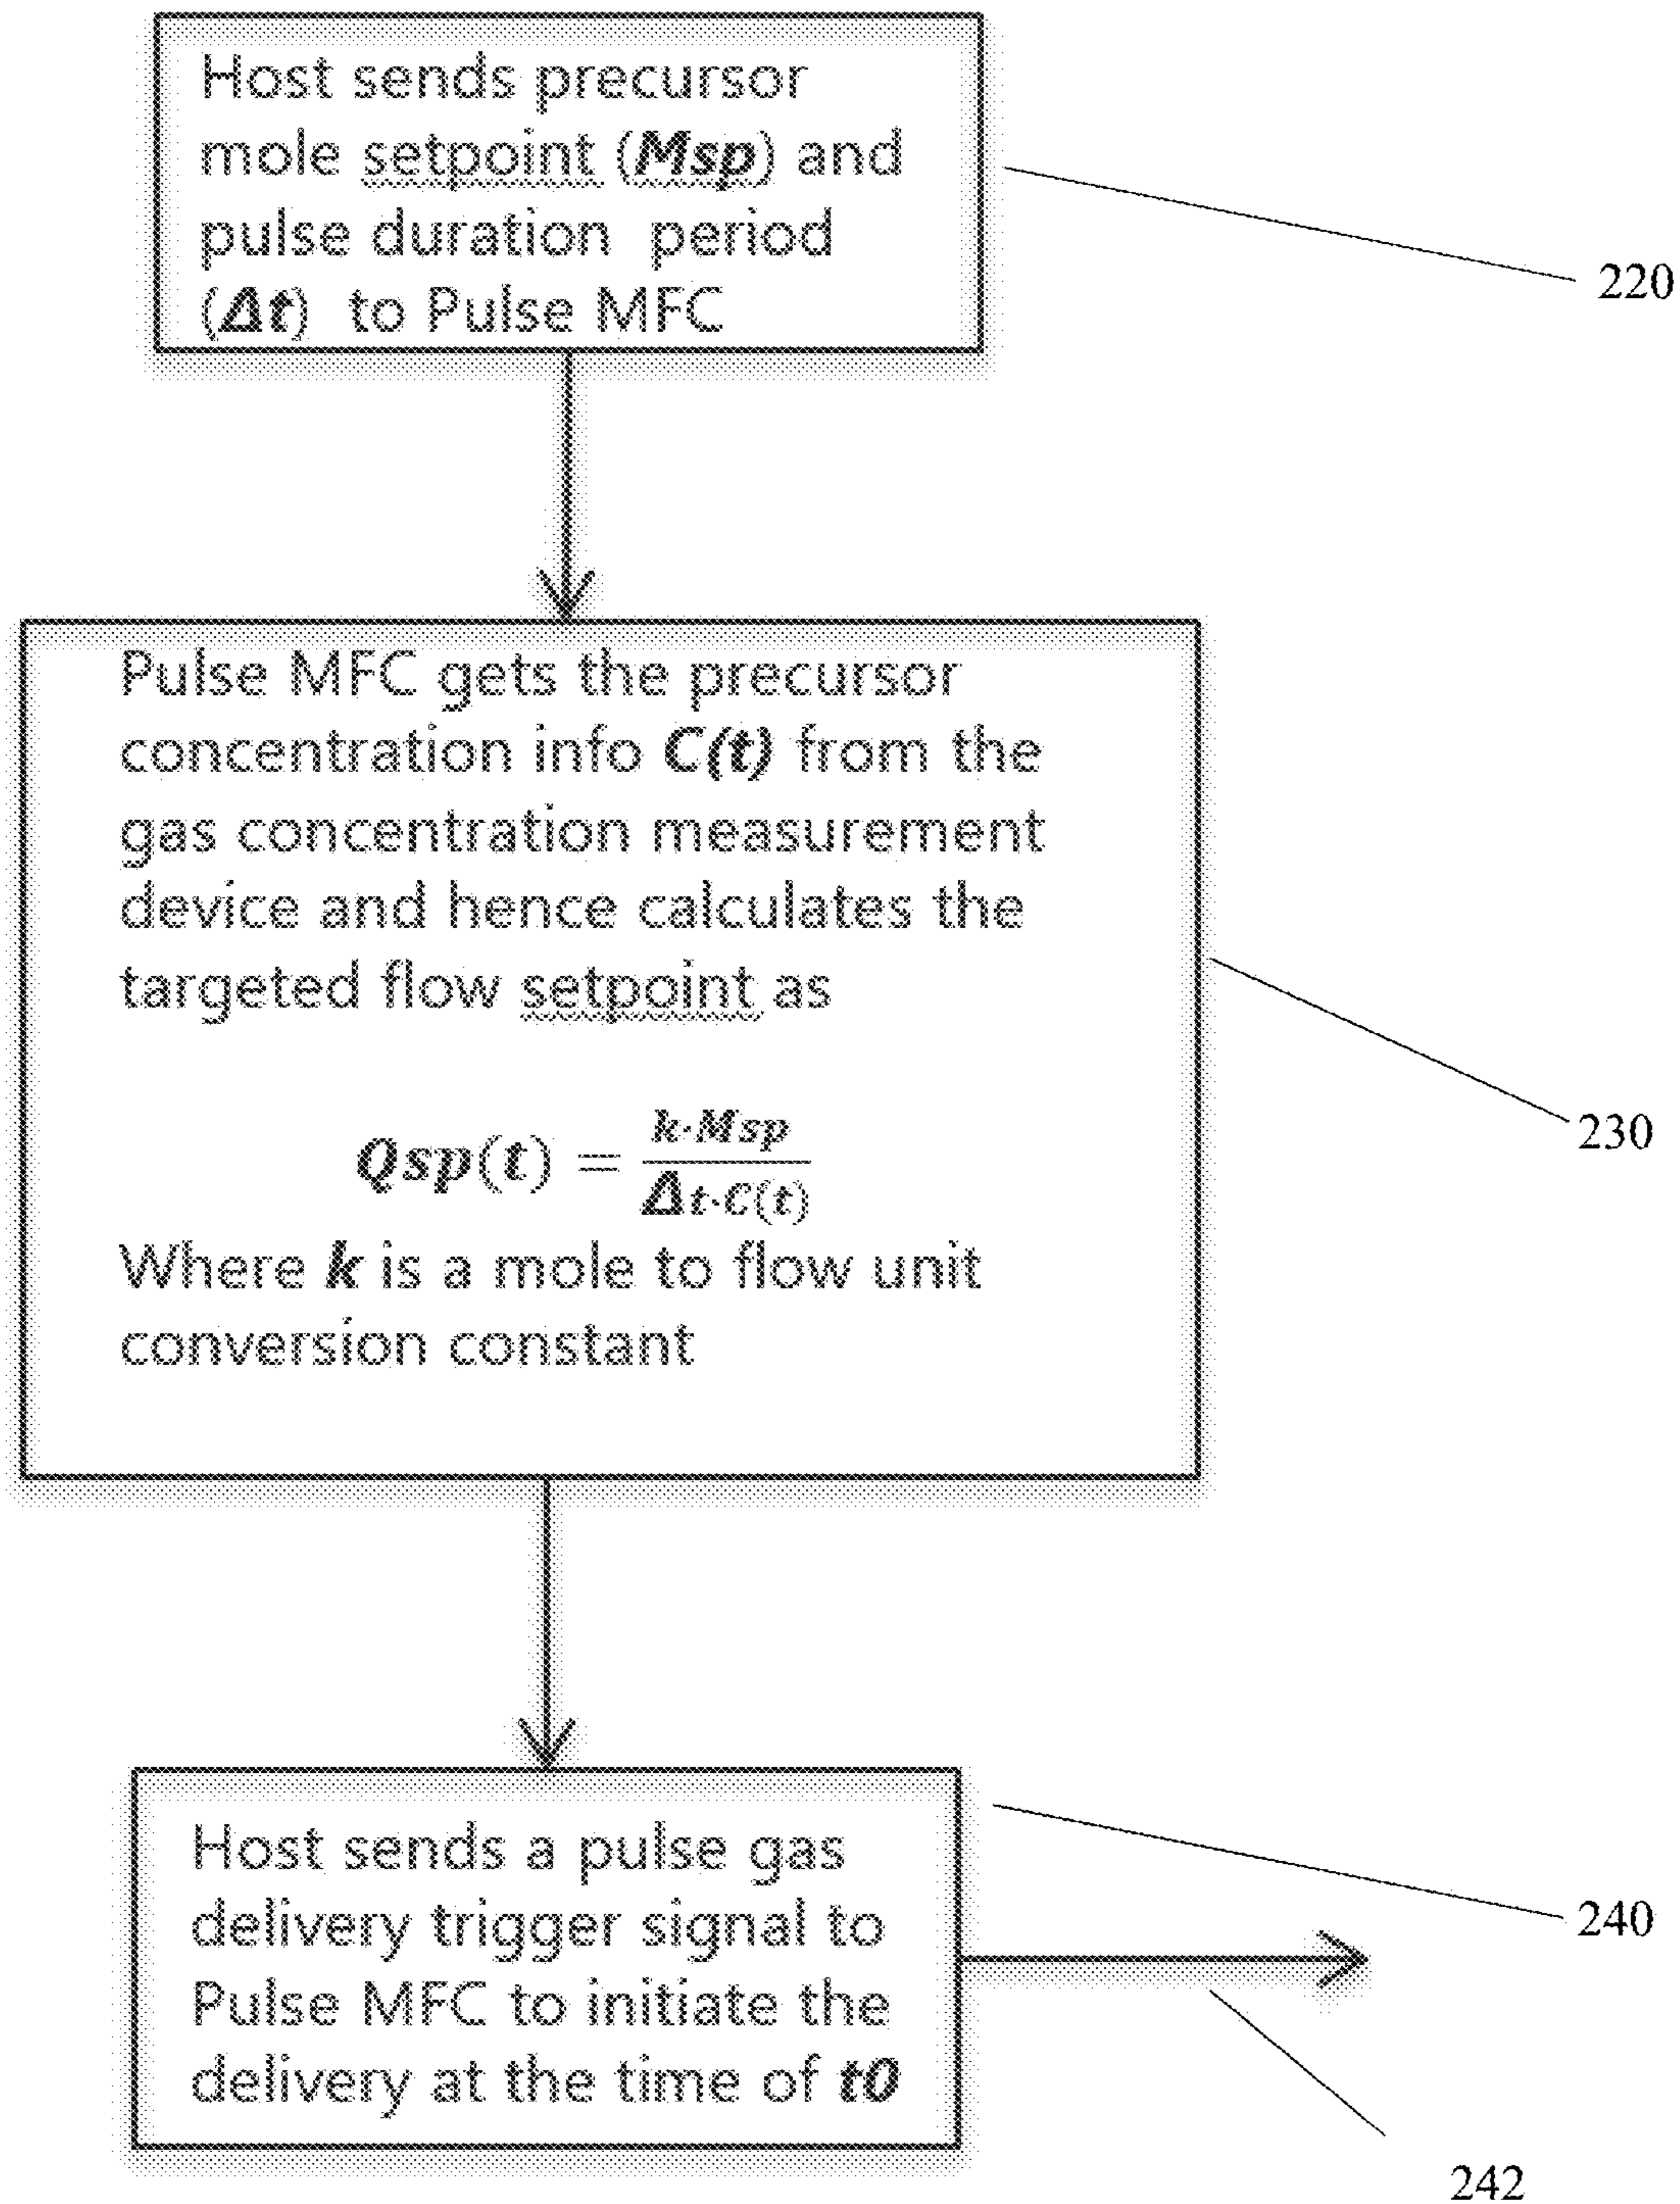 Host sends precursor
mole setpoint (Msp) and
pulse duration period
(Δt) to Pulse MFC
220
Pulse MFC gets the precursor
concentration info C(t) from the
gas concentration measurement
device and hence calculates the
targeted flow setpoint as
230
Qsp(t) = k·Msp / Δt·C(t)
Where k is a mole to flow unit
conversion constant
Host sends a pulse gas
delivery trigger signal to
Pulse MFC to initiate the
delivery at the time of t0
240
242